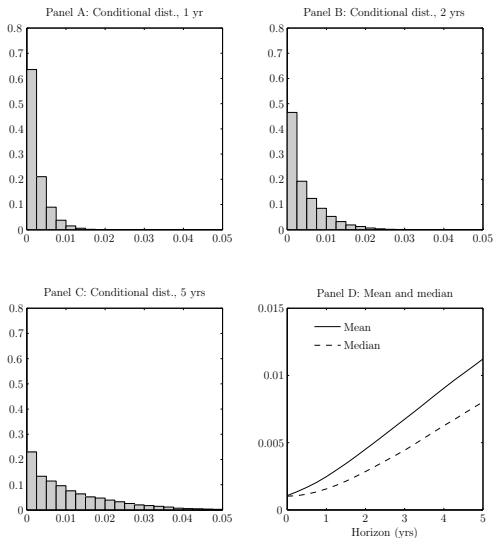 Panel A: Conditional dist., 1 yr
0.8
0.7
0.6
0.5
0.4
0.3
0.2
0.1
0
0 0.01 0.02 0.03 0.04 0.05
Panel B: Conditional dist., 2 yrs
0.8
0.7
0.6
0.5
0.4
0.3
0.2
0.1
0
0 0.01 0.02 0.03 0.04 0.05
Panel C: Conditional dist., 5 yrs
0.8
0.7
0.6
0.5
0.4
0.3
0.2
0.1
0
0 0.01 0.02 0.03 0.04 0.05
Panel D: Mean and median
0.015
0.01
0.005
0
Mean
Median
0 1 2 3 4 5
Horizon (yrs)